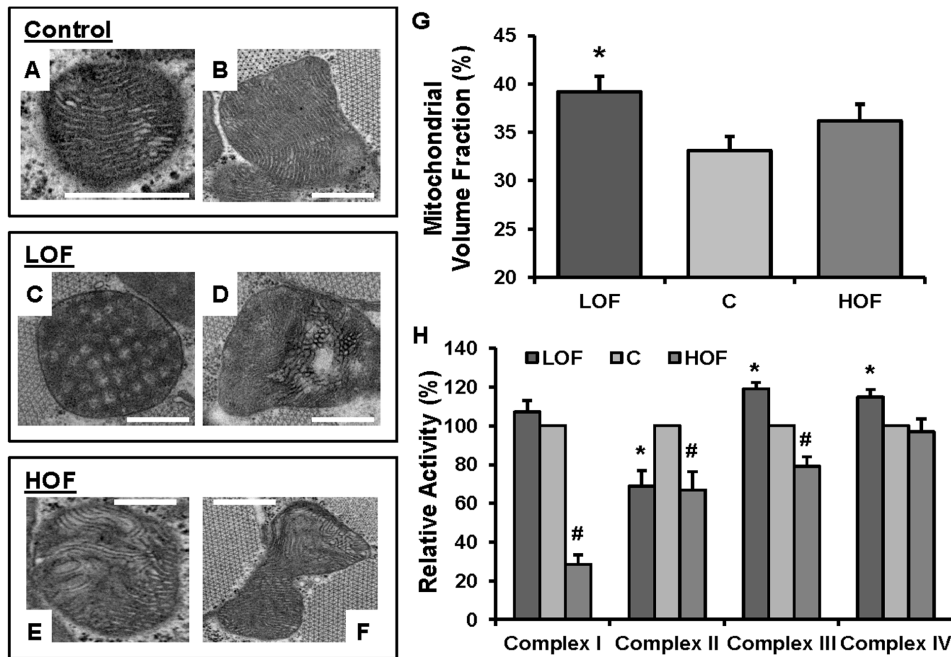 Control
A
B
LOF
C
D
HOF
E
F
G
Mitochondrial
Volume Fraction (%)
45
40
35
30
25
20
*
LOF
C
HOF
H
Relative Activity (%)
140
120
100
80
60
40
20
0
LOF
C
HOF
#
*
#
*
#
*
Complex I
Complex II
Complex III
Complex IV